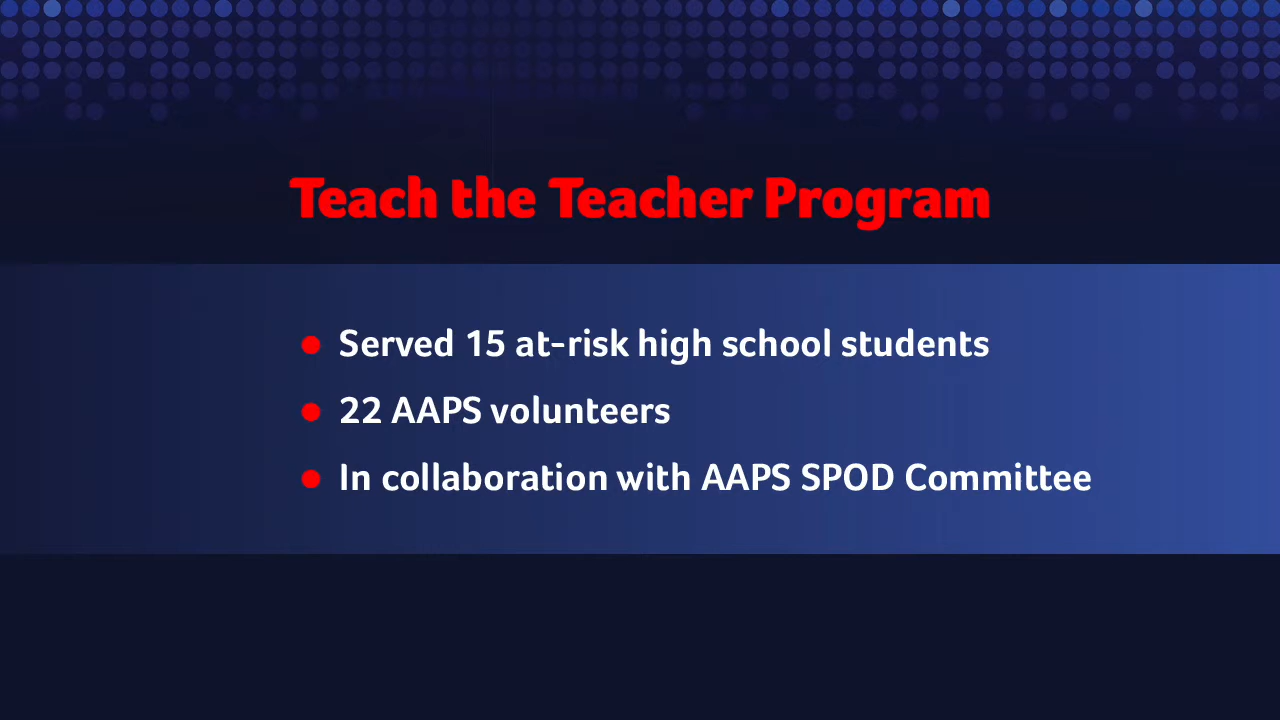 Teach the Teacher Program
Served 15 at-risk high school students
22 AAPS volunteers
In collaboration with AAPS SPOD Committee